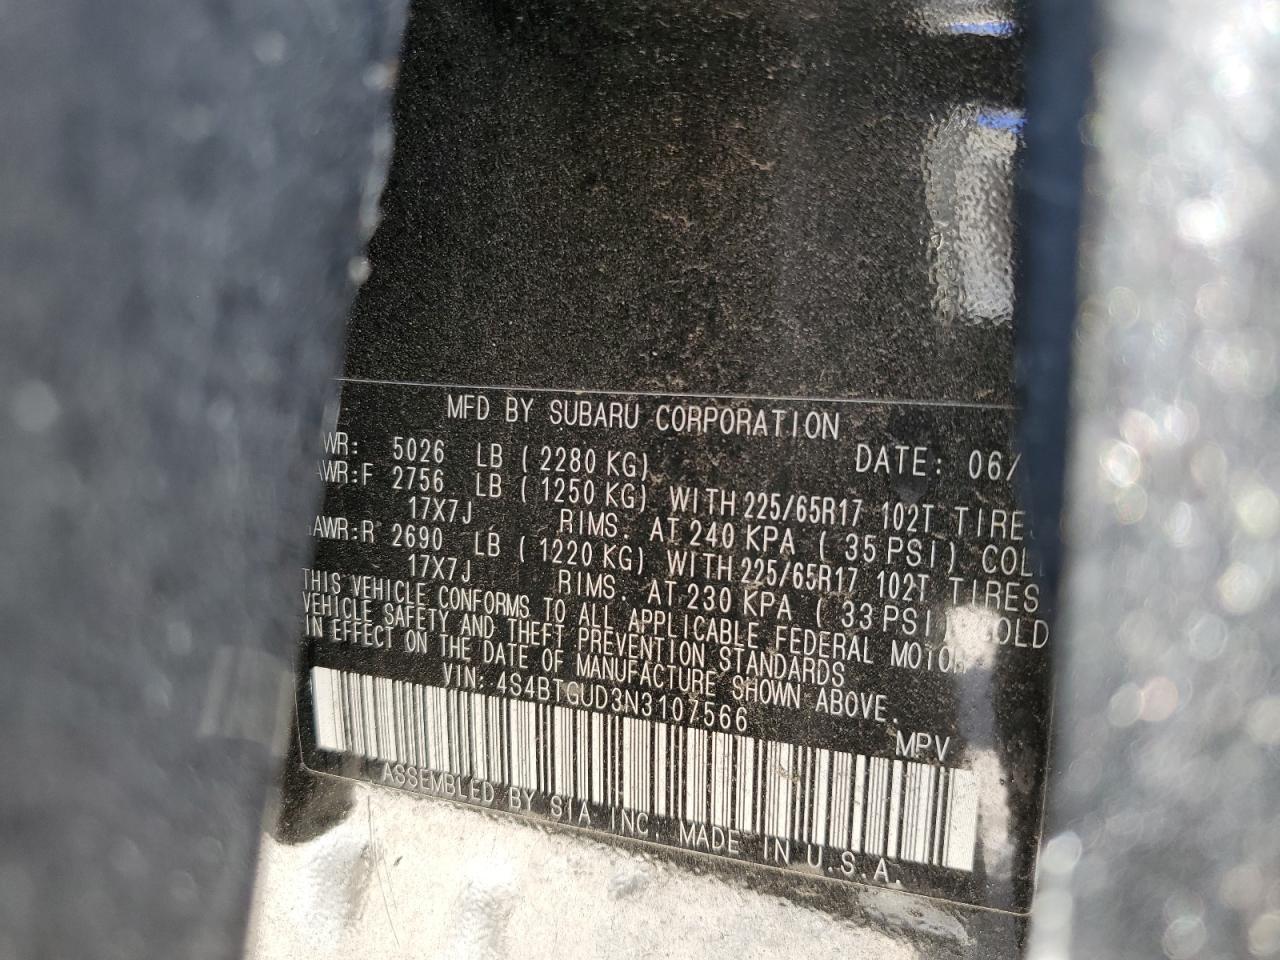 MFD BY SUBARU CORPORATION
DATE: 06/
WR: 5026 LB ( 2280 KG)
AWR:F 2756 LB ( 1250 KG) WITH 225/65R17 102T TIRE
17X7J RIMS. AT 240 KPA ( 35 PSI) COL
AWR:R 2690 LB ( 1220 KG) WITH 225/65R17 102T TIRES
17X7J RIMS. AT 230 KPA ( 33 PSI) COLD
THIS VEHICLE CONFORMS TO ALL APPLICABLE FEDERAL MOTOR
VEHICLE SAFETY AND THEFT PREVENTION STANDARDS
IN EFFECT ON THE DATE OF MANUFACTURE SHOWN ABOVE.
VIN: 4S4BTGUD3N3107566
MPV
ASSEMBLED BY SIA INC. MADE IN U.S.A.